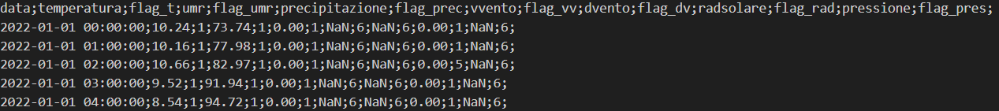 data;temperatura;flag_t;umr;flag_umr;precipitazione;flag_prec;vvento;flag_vv;dvento;flag_dv;radsolare;flag_rad;pressione;flag_pres;
2022-01-01 00:00:00;10.24;1;73.74;1;0.00;1;NaN;6;NaN;6;0.00;1;NaN;6;
2022-01-01 01:00:00;10.16;1;77.98;1;0.00;1;NaN;6;NaN;6;0.00;1;NaN;6;
2022-01-01 02:00:00;10.66;1;82.97;1;0.00;1;NaN;6;NaN;6;0.00;5;NaN;6;
2022-01-01 03:00:00;9.52;1;91.94;1;0.00;1;NaN;6;NaN;6;0.00;1;NaN;6;
2022-01-01 04:00:00;8.54;1;94.72;1;0.00;1;NaN;6;NaN;6;0.00;1;NaN;6;